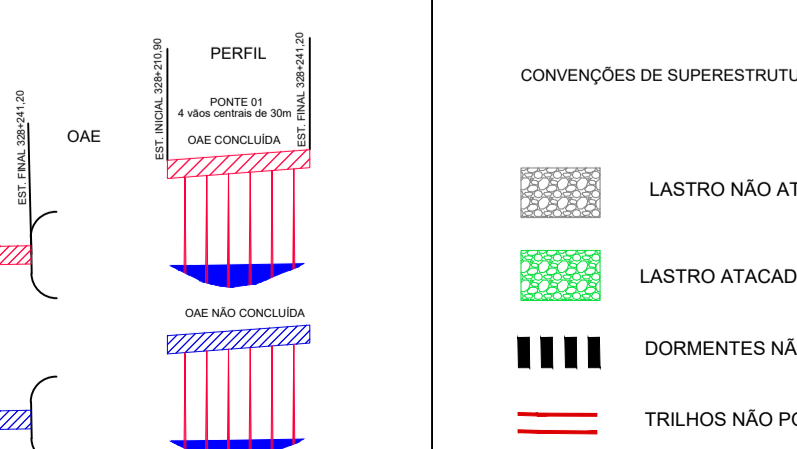 EST. FINAL 328+241,20
OAE
EST. INICIAL 328+210,90
PERFIL
EST. FINAL 328+241,20
PONTE 01
4 vãos centrais de 30m
OAE CONCLUÍDA
OAE NÃO CONCLUÍDA
CONVENÇÕES DE SUPERESTRUTU
LASTRO NÃO AT
LASTRO ATACAD
DORMENTES NÃ
TRILHOS NÃO PO